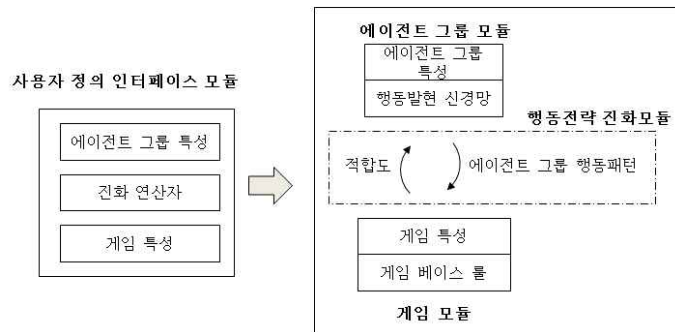 사용자 정의 인터페이스 모듈
에이전트 그룹 특성
진화 연산자
게임 특성
에이전트 그룹 모듈
에이전트 그룹
특성
행동발현 신경망
행동전략 진화모듈
적합도
에이전트 그룹 행동패턴
게임 특성
게임 베이스 룰
게임 모듈